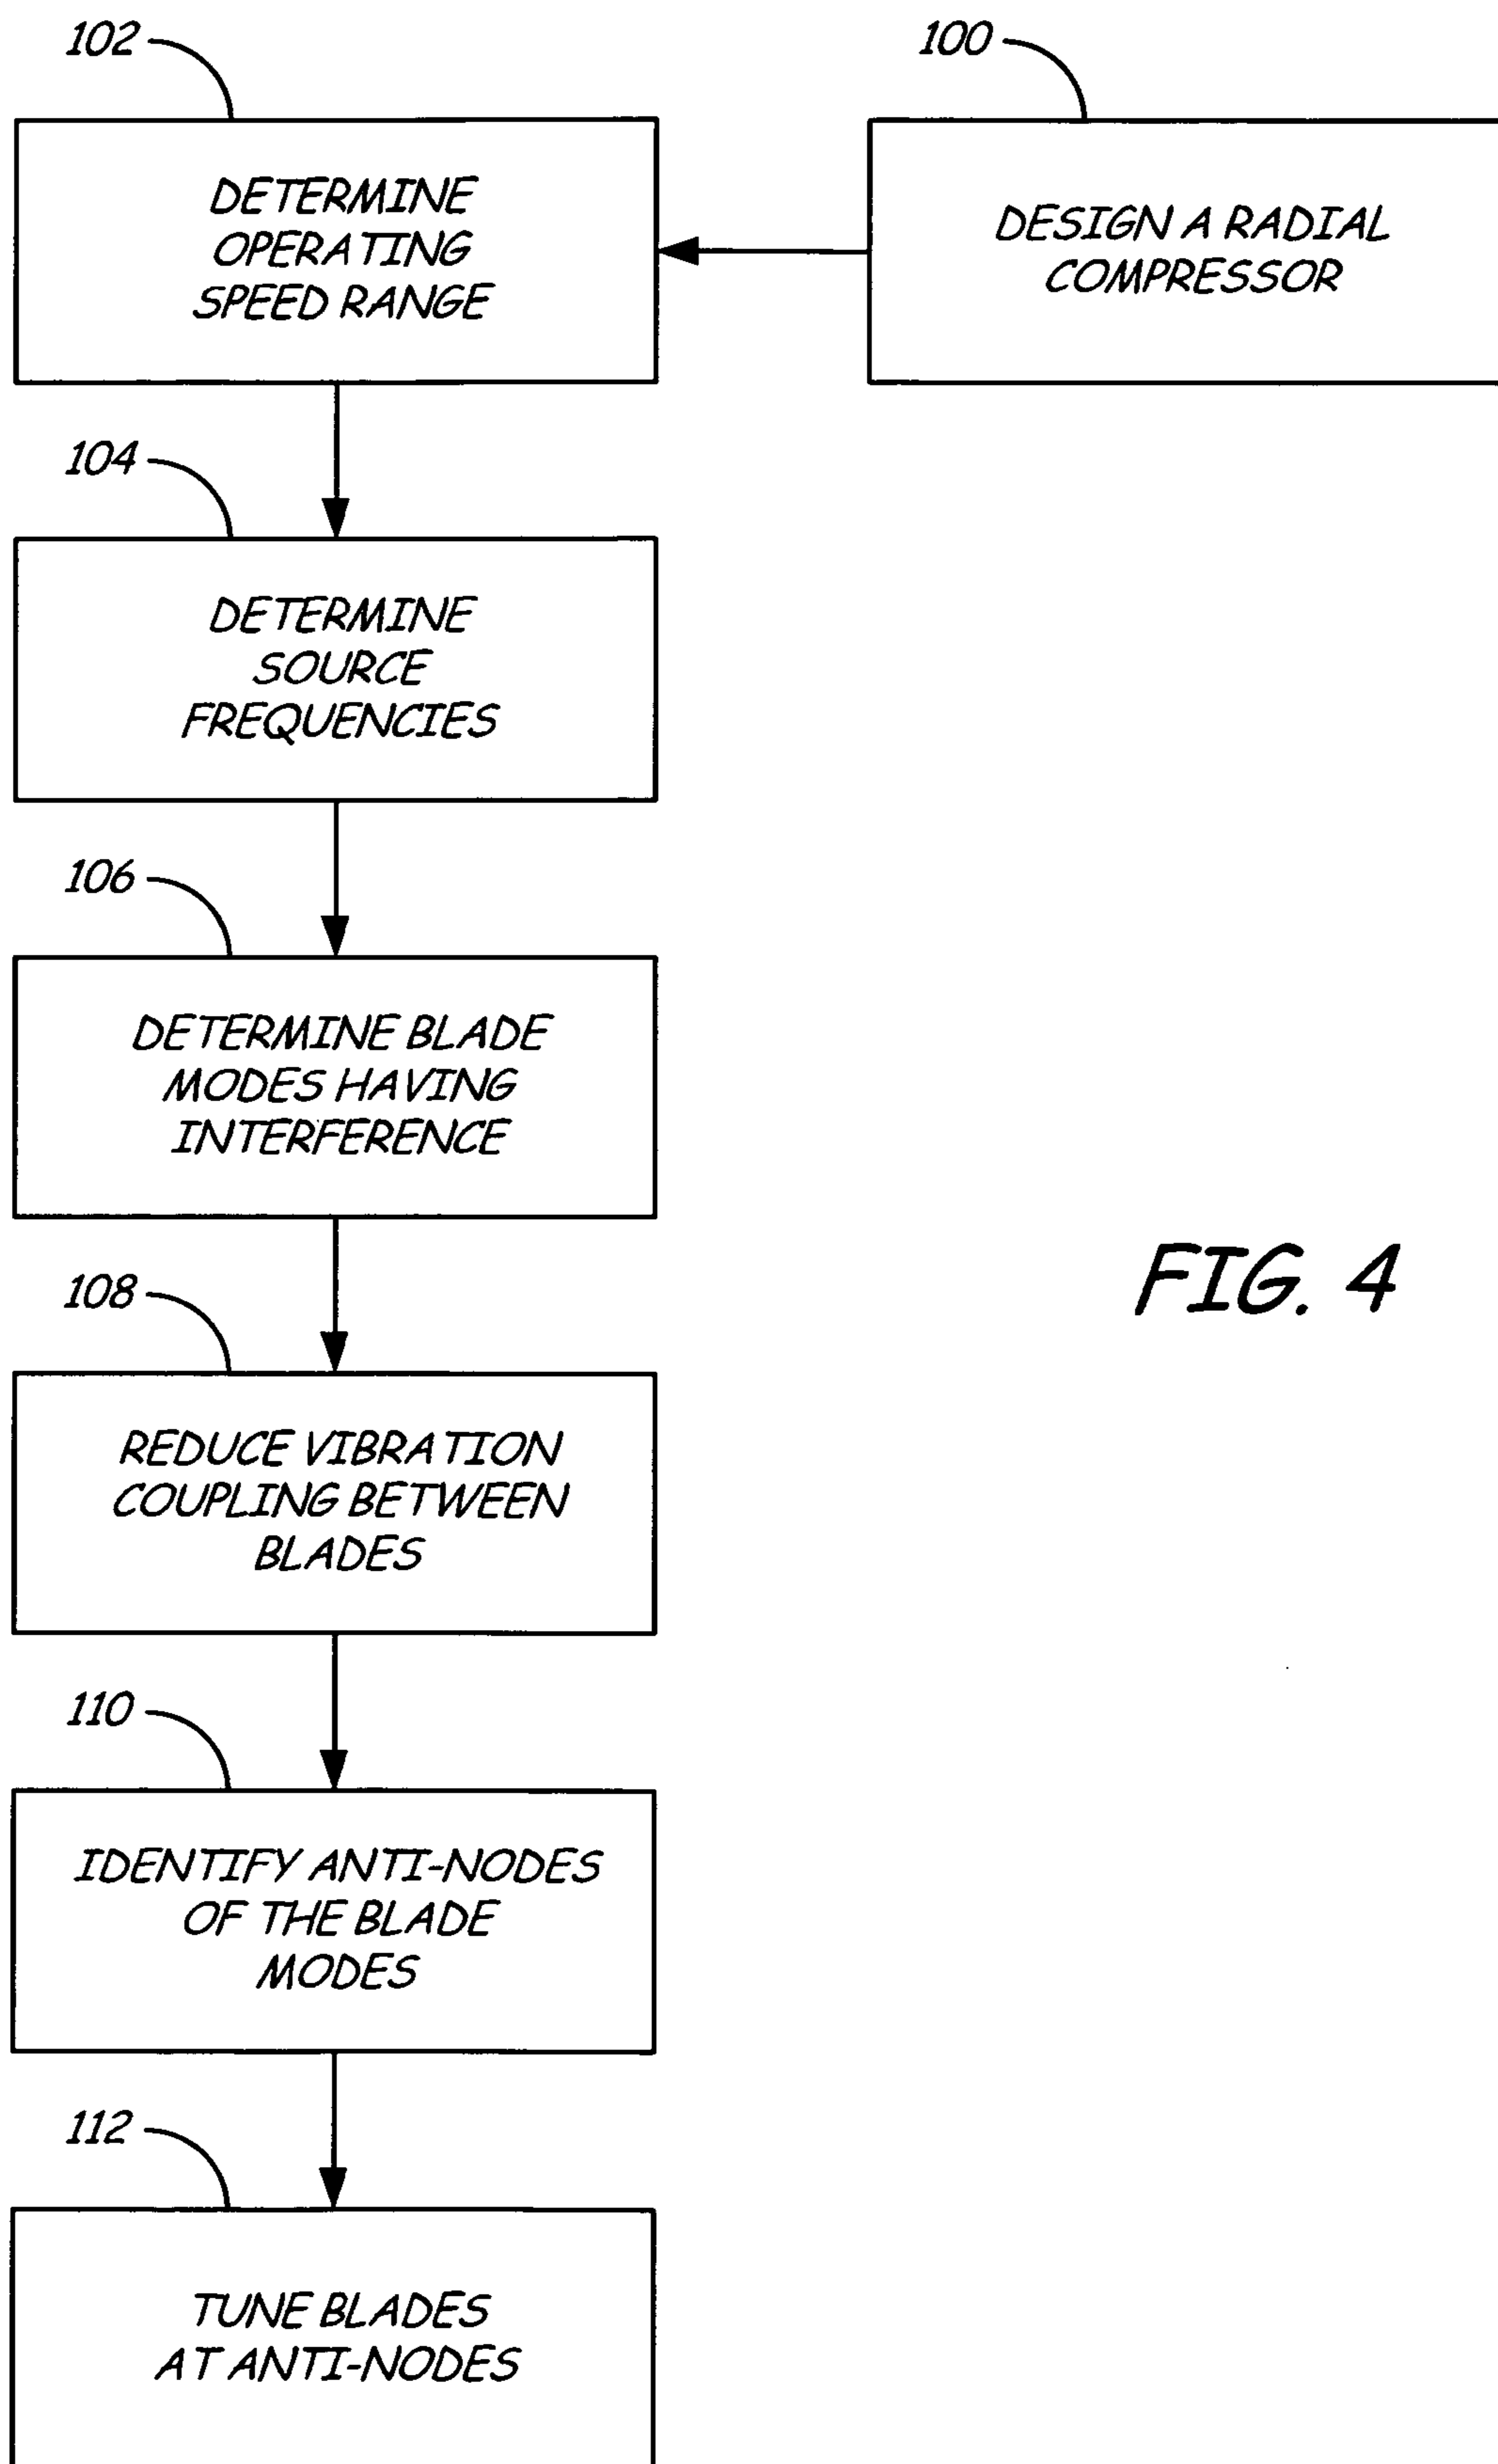 102
100
DETERMINE
OPERATING
SPEED RANGE
DESIGN A RADIAL
COMPRESSOR
104
DETERMINE
SOURCE
FREQUENCIES
106
DETERMINE BLADE
MODES HAVING
INTERFERENCE
FIG. 4
108
REDUCE VIBRATION
COUPLING BETWEEN
BLADES
110
IDENTIFY ANTI-NODES
OF THE BLADE
MODES
112
TUNE BLADES
AT ANTI-NODES